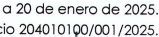 a 20 de enero de 2025.
cio 204010100/001/2025.